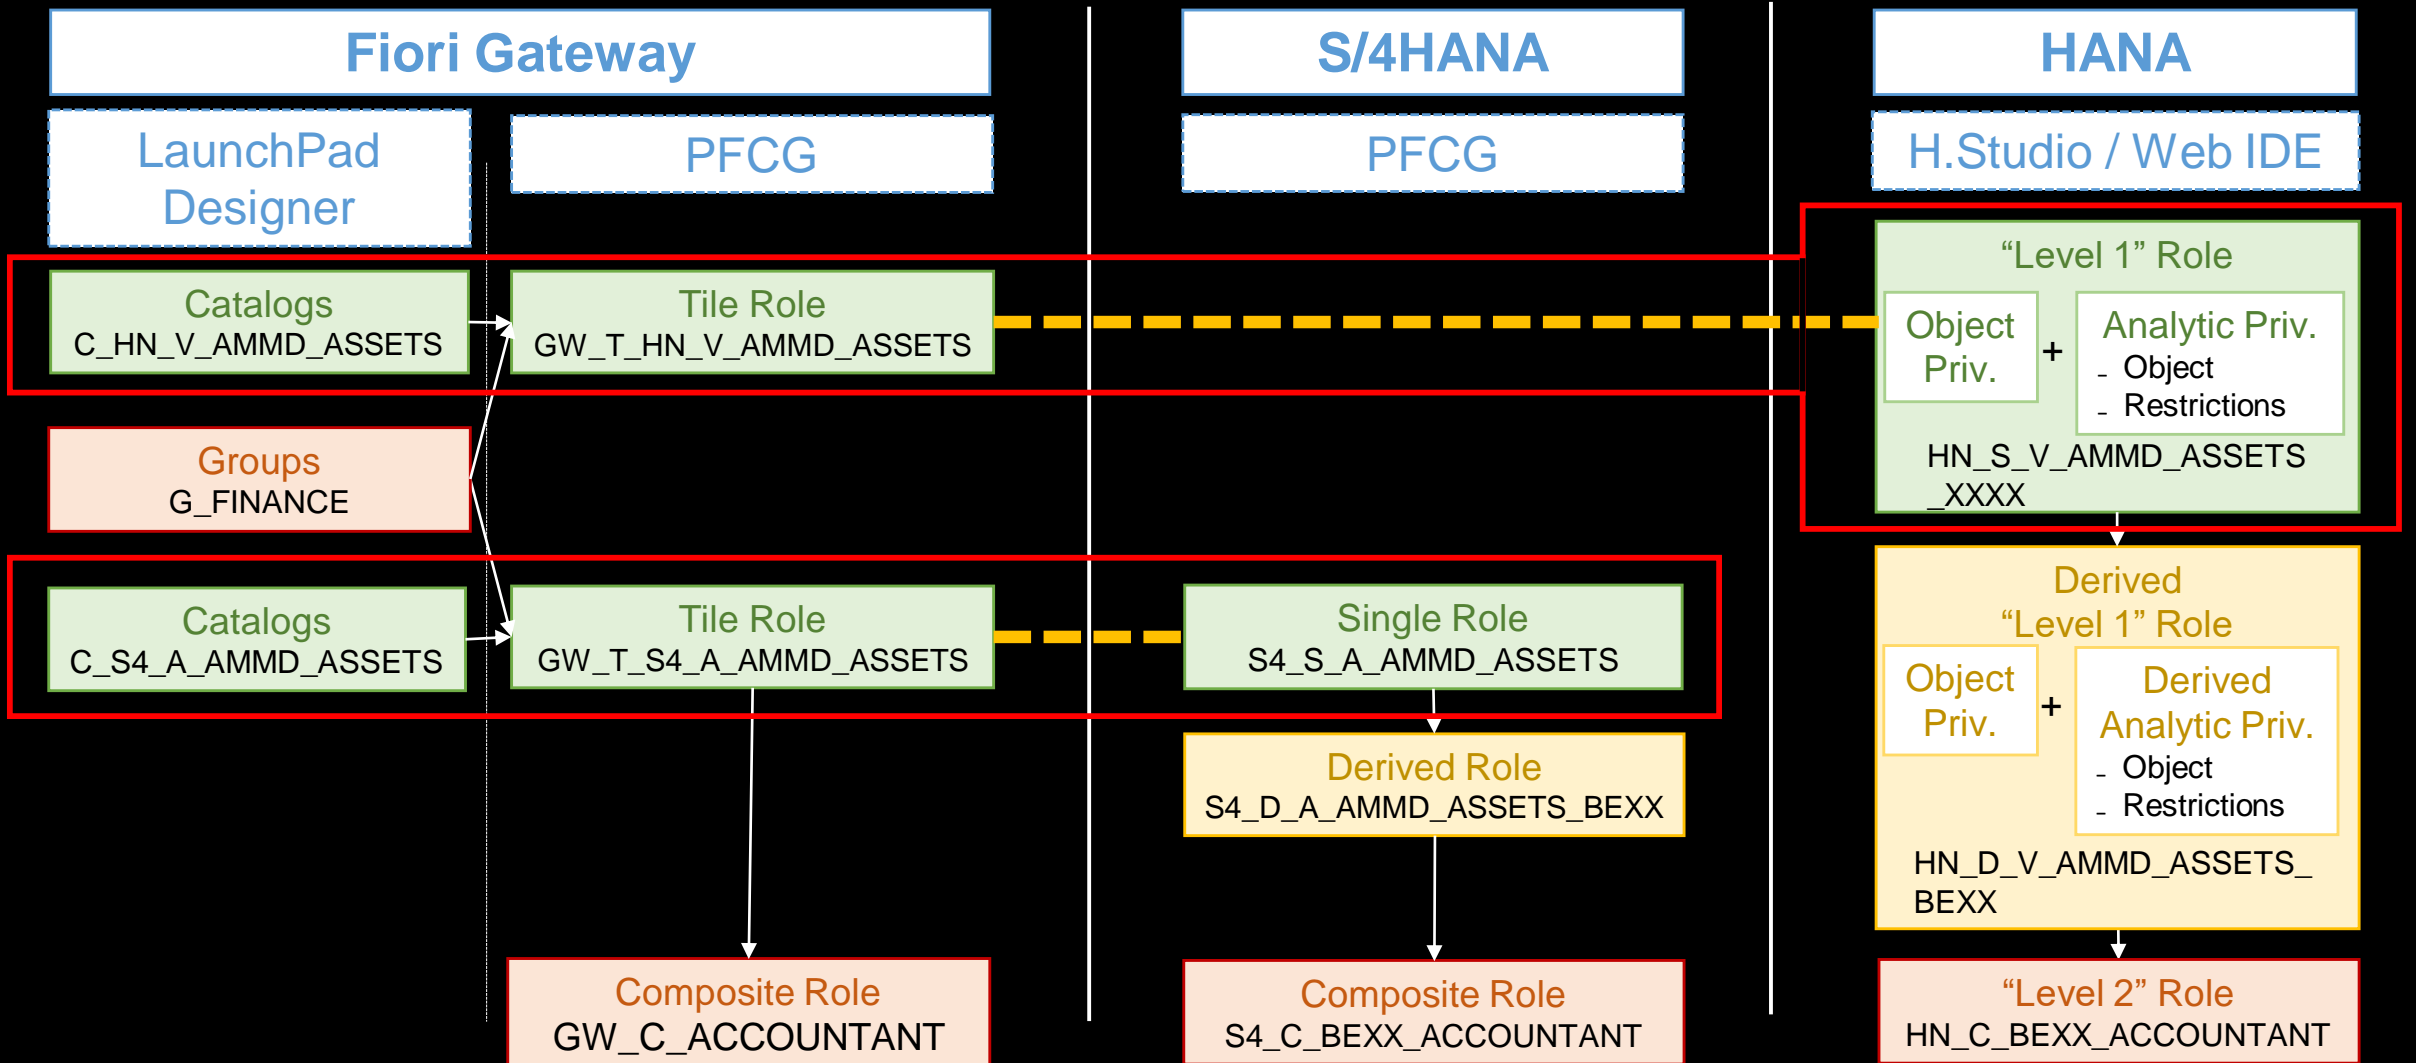 Fiori Gateway
S/4HANA
HANA
LaunchPad
Designer
PFCG
PFCG
H.Studio / Web IDE
Catalogs
C_HN_V_AMMD_ASSETS
Tile Role
GW_T_HN_V_AMMD_ASSETS
“Level 1” Role
Object
Priv.
+
Analytic Priv.
- Object
- Restrictions
HN_S_V_AMMD_ASSETS
_XXXX
Groups
G_FINANCE
Catalogs
C_S4_A_AMMD_ASSETS
Tile Role
GW_T_S4_A_AMMD_ASSETS
Single Role
S4_S_A_AMMD_ASSETS
Derived Role
S4_D_A_AMMD_ASSETS_BEXX
Derived
“Level 1” Role
Object
Priv.
+
Derived
Analytic Priv.
- Object
- Restrictions
HN_D_V_AMMD_ASSETS_
BEXX
Composite Role
GW_C_ACCOUNTANT
Composite Role
S4_C_BEXX_ACCOUNTANT
“Level 2” Role
HN_C_BEXX_ACCOUNTANT